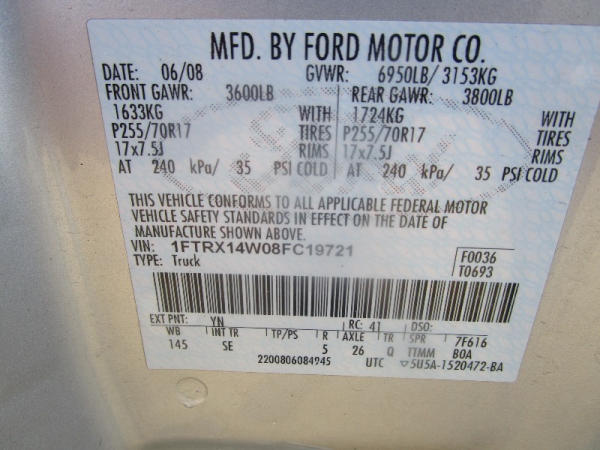 MFD. BY FORD MOTOR CO.
DATE: 06/08 GVWR: 6950LB/ 3153KG
FRONT GAWR: 3600LB REAR GAWR: 3800LB
1633KG WITH 1724KG WITH
P255/70R17 TIRES P255/70R17 TIRES
17x7.5J RIMS 17x7.5J RIMS
AT 240 kPa/ 35 PSI COLD AT 240 kPa/ 35 PSI COLD
THIS VEHICLE CONFORMS TO ALL APPLICABLE FEDERAL MOTOR
VEHICLE SAFETY STANDARDS IN EFFECT ON THE DATE OF
MANUFACTURE SHOWN ABOVE.
VIN: 1FTRX14W08FC19721 F0036
TYPE: Truck T0693
EXT PNT: YN RC: 41 DSO:
WB INT TR TP/PS R AXLE TR SPR 7F616
145 SE 5 26 Q TTMM BOA
2200806084945 UTC ▽5U5A-1520472-BA